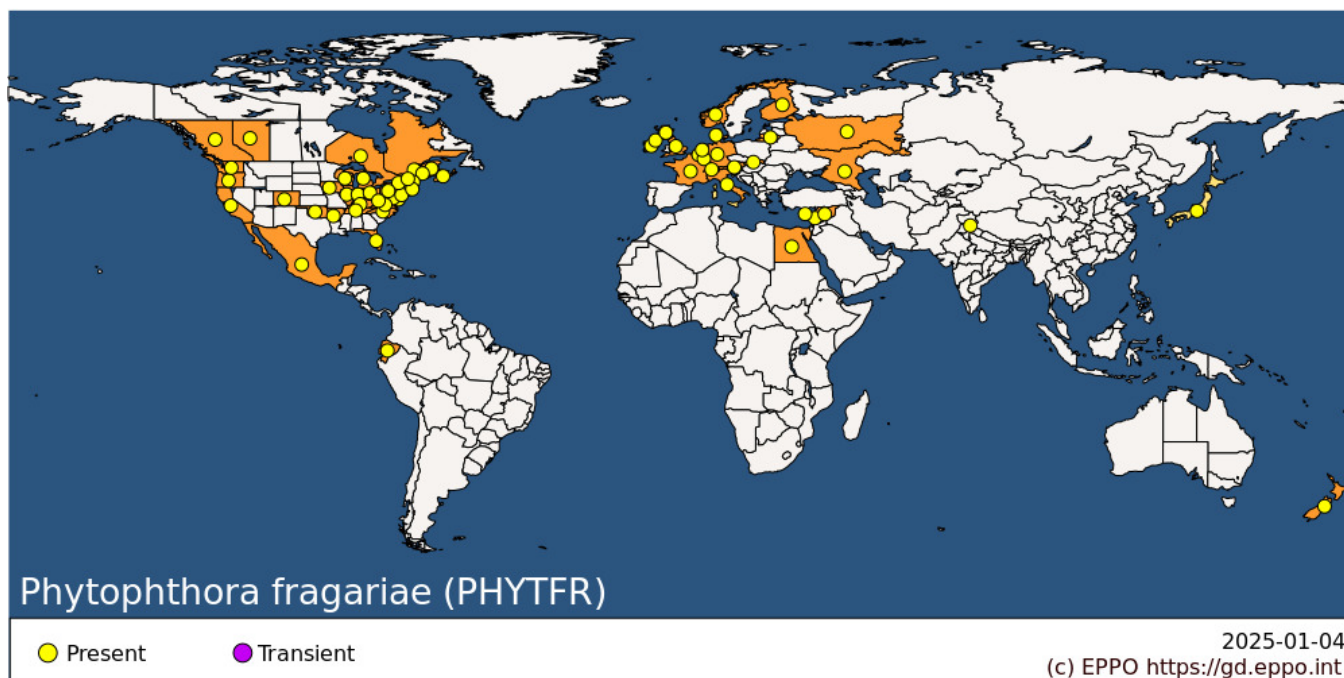 Phytophthora fragariae (PHYTFR)
Present
Transient
2025-01-04
(c) EPPO https://gd.eppo.int